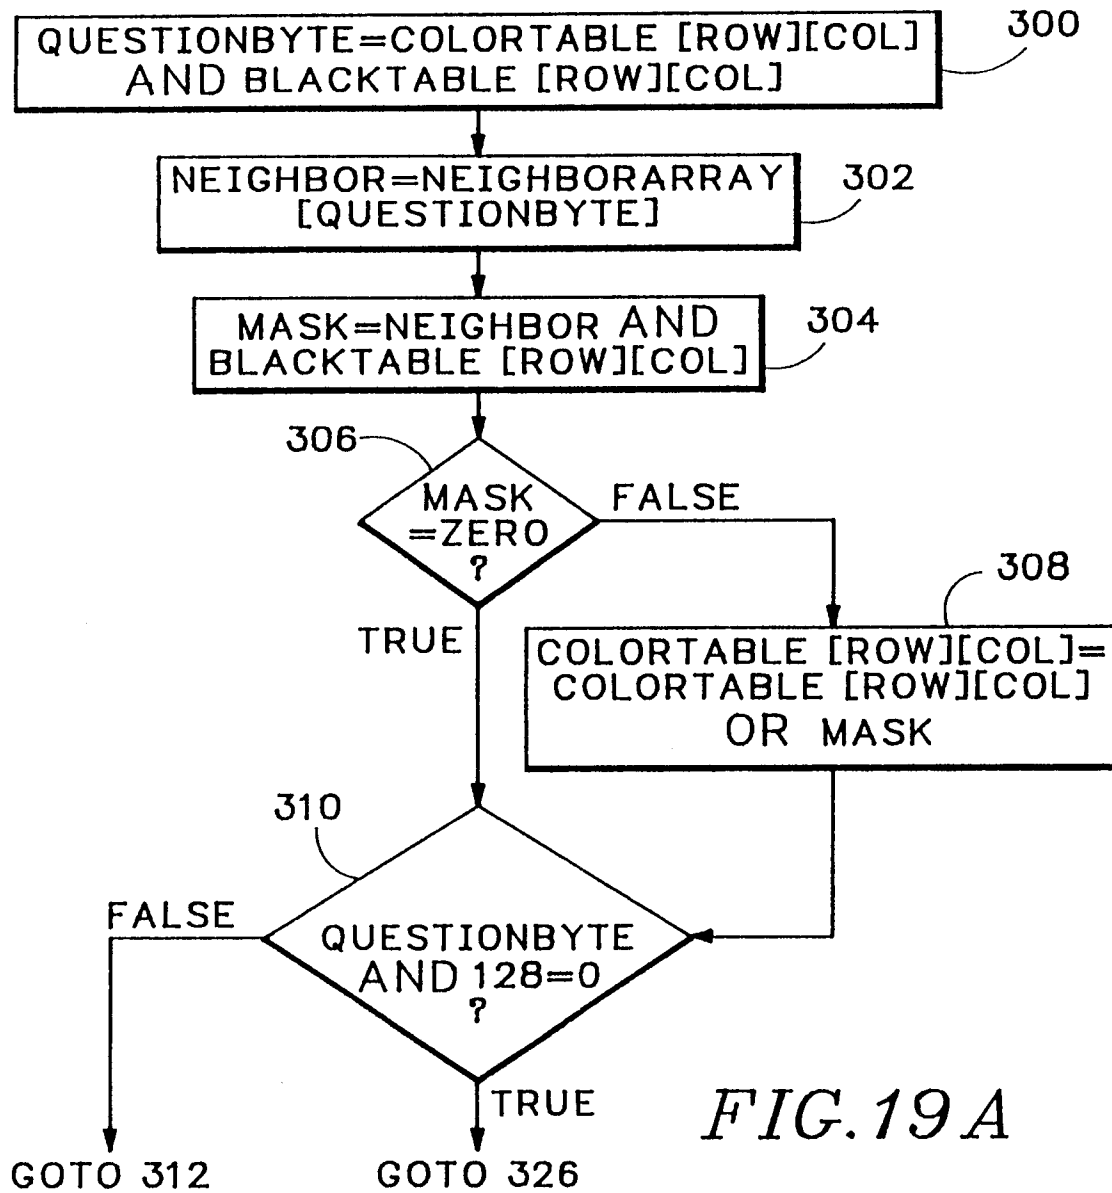 QUESTIONBYTE=COLORTABLE [ROW][COL]
AND BLACKTABLE [ROW][COL]
300
NEIGHBOR=NEIGHBORARRAY
[QUESTIONBYTE]
302
MASK=NEIGHBOR AND
BLACKTABLE [ROW][COL]
304
306
MASK
=ZERO
?
FALSE
TRUE
308
COLORTABLE [ROW][COL]=
COLORTABLE [ROW][COL]
OR MASK
310
FALSE
QUESTIONBYTE
AND 128=0
?
TRUE
GOTO 312
GOTO 326
FIG.19A